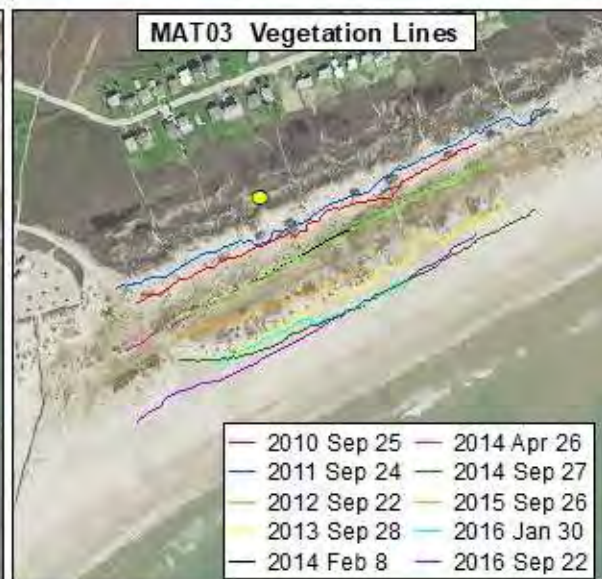 MAT03 Vegetation Lines
2010 Sep 25
2011 Sep 24
2012 Sep 22
2013 Sep 28
2014 Feb 8
2014 Apr 26
2014 Sep 27
2015 Sep 26
2016 Jan 30
2016 Sep 22